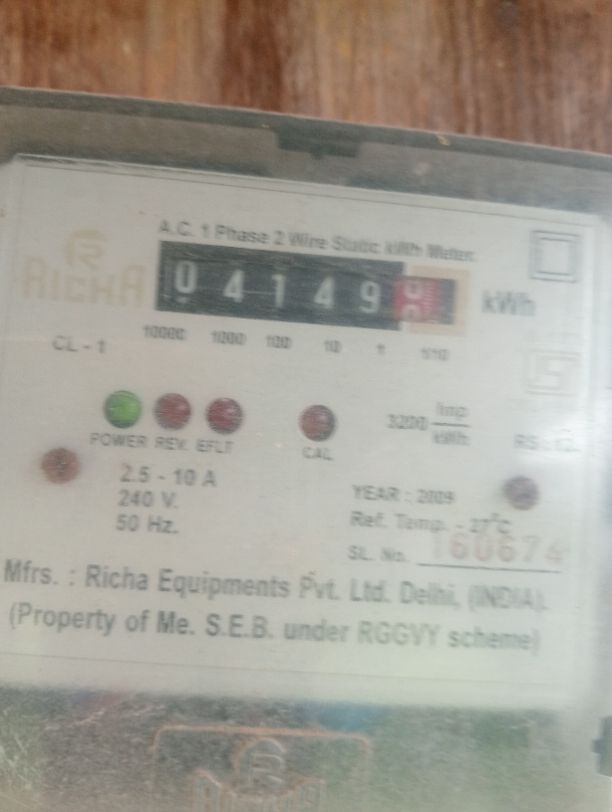 A.C. 1 Phase 2 Wire Static kWh Meter
RICHA
0 4 1 4 9 kWh
CL - 1
10000 1000 100 10 1 1/10
POWER REV. EFLT CAL
3200 Imp/kWh
2.5 - 10 A
240 V.
50 Hz.
YEAR : 2009
Ref. Temp. - 27°C
SL. No. 160674
Mfrs. : Richa Equipments Pvt. Ltd. Delhi, (INDIA).
(Property of Me. S.E.B. under RGGVY scheme)
RICHA